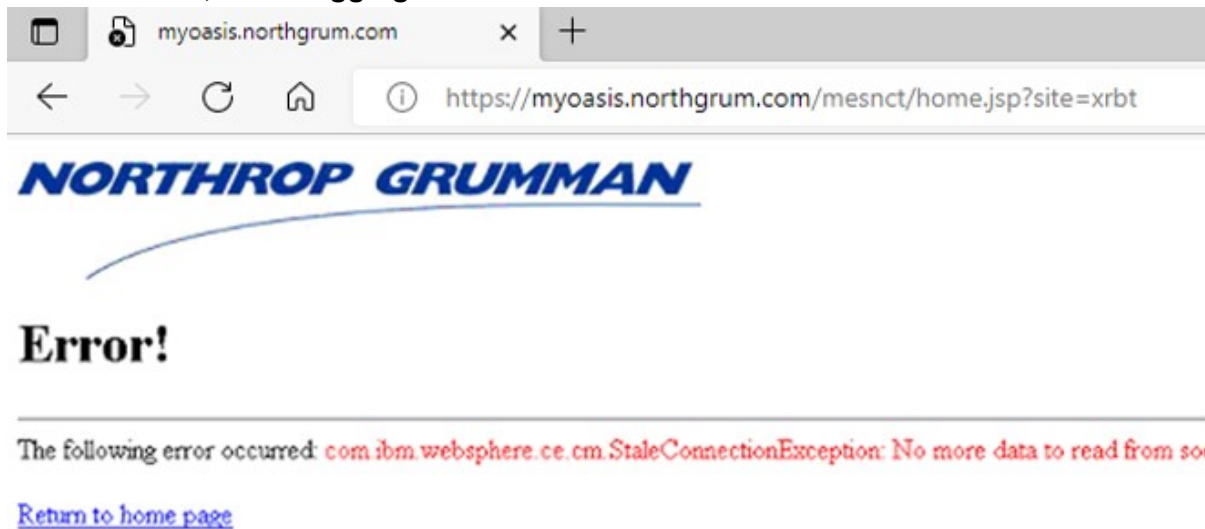 myoasis.northgrum.com
https://myoasis.northgrum.com/mesnct/home.jsp?site=xrbt
NORTHROP GRUMMAN
Error!
The following error occurred: com.ibm.websphere.ce.cm.StaleConnectionException: No more data to read from
Return to home page